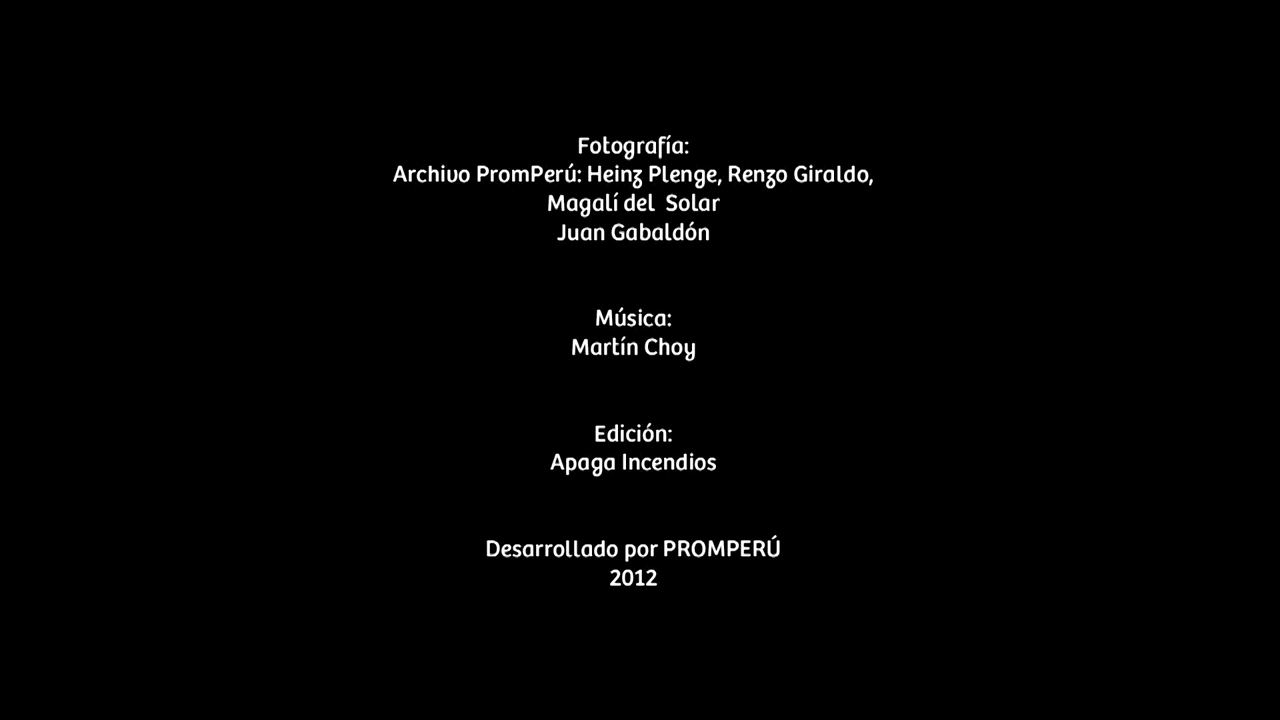 Fotografía:
Archivo PromPerú: Heinz Plenge, Renzo Giraldo,
Magalí del  Solar
Juan Gabaldón
Música:
Martín Choy
Edición:
Apaga Incendios
Desarrollado por PROMPERÚ
2012